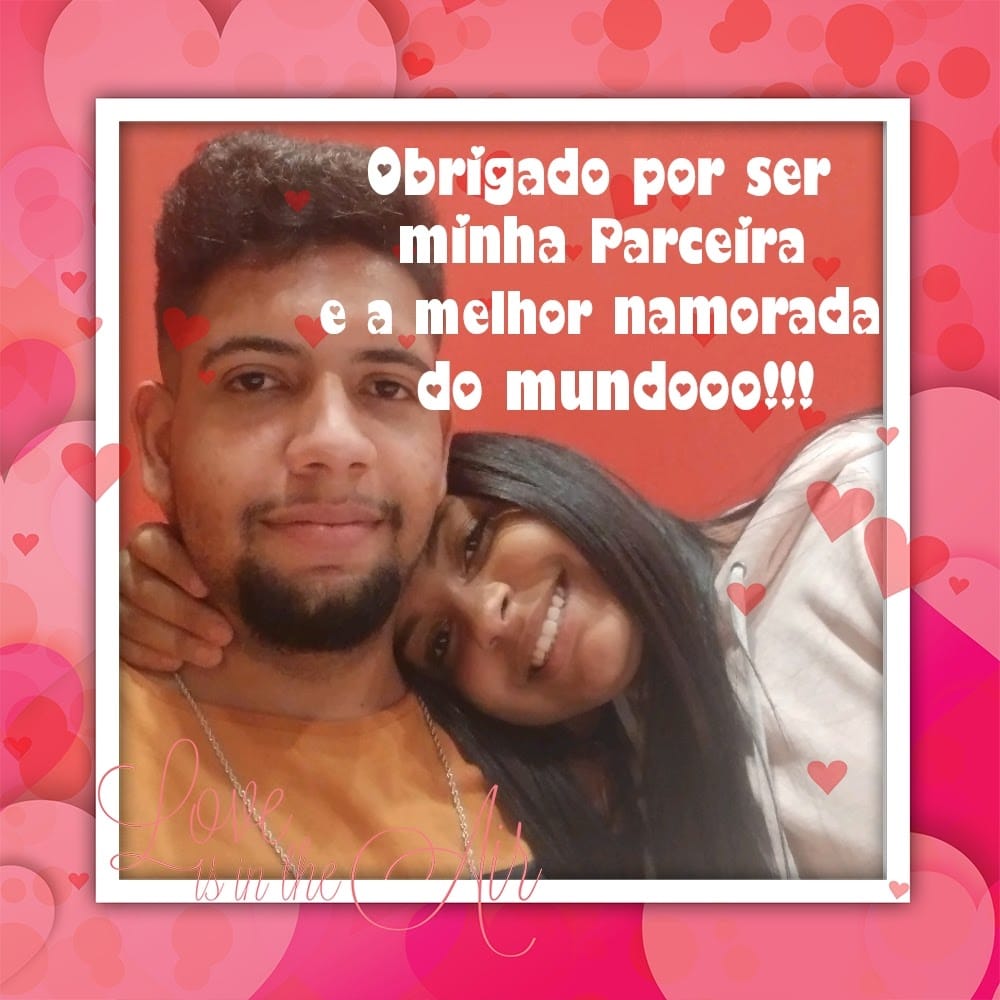 Obrigado por ser
minha Parceira
e a melhor namorada
do mundooo!!!
Love
is in the Air